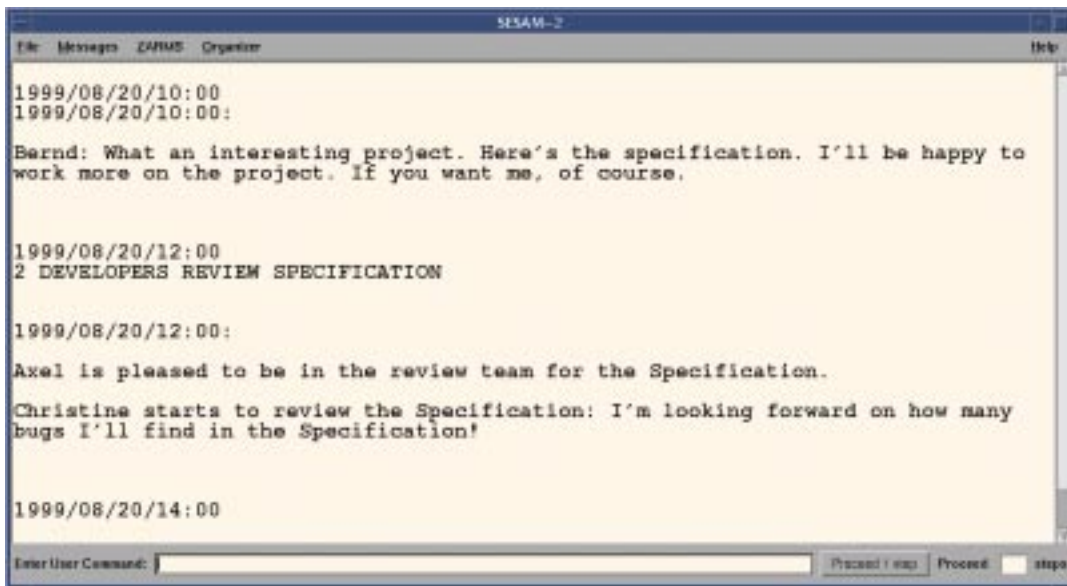 SESAM-2
File Messages ZARMS Organizer Help
1999/08/20/10:00
1999/08/20/10:00:
Bernd: What an interesting project. Here's the specification. I'll be happy to
work more on the project. If you want me, of course.
1999/08/20/12:00
2 DEVELOPERS REVIEW SPECIFICATION
1999/08/20/12:00:
Axel is pleased to be in the review team for the Specification.
Christine starts to review the Specification: I'm looking forward on how many
bugs I'll find in the Specification!
1999/08/20/14:00
Enter User Command: Proceed 1 step Proceed steps